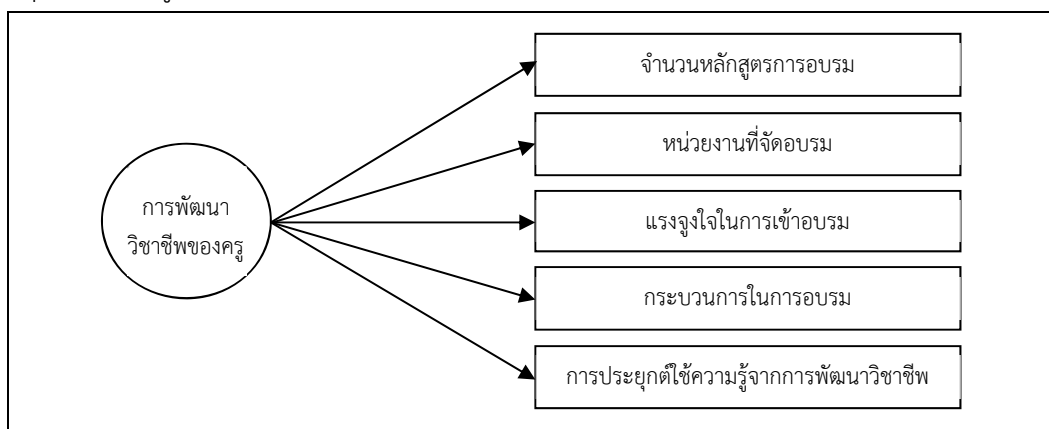 จำนวนหลักสูตรการอบรม
หน่วยงานที่จัดอบรม
การพัฒนา
วิชาชีพของครู
แรงจูงใจในการเข้าอบรม
กระบวนการในการอบรม
การประยุกต์ใช้ความรู้จากการพัฒนาวิชาชีพ